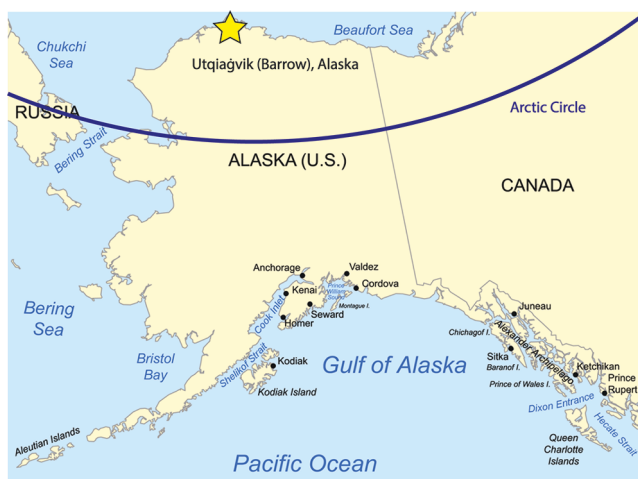 Beaufort Sea
Chukchi
Sea
Utqiaġvik (Barrow), Alaska
RUSSIA
Arctic Circle
Bering Strait
ALASKA (U.S.)
CANADA
Anchorage
Valdez
Kenai
Prince
William
Sound
Cordova
Cook Inlet
Montague I.
Seward
Homer
Juneau
Bering
Sea
Chichagof I.
Alexander Archipelago
Bristol
Bay
Shelikof Strait
Kodiak
Gulf of Alaska
Sitka
Baranof I.
Ketchikan
Kodiak Island
Prince of Wales I.
Prince
Rupert
Dixon Entrance
Hecate Strait
Aleutian Islands
Queen
Charlotte
Islands
Pacific Ocean